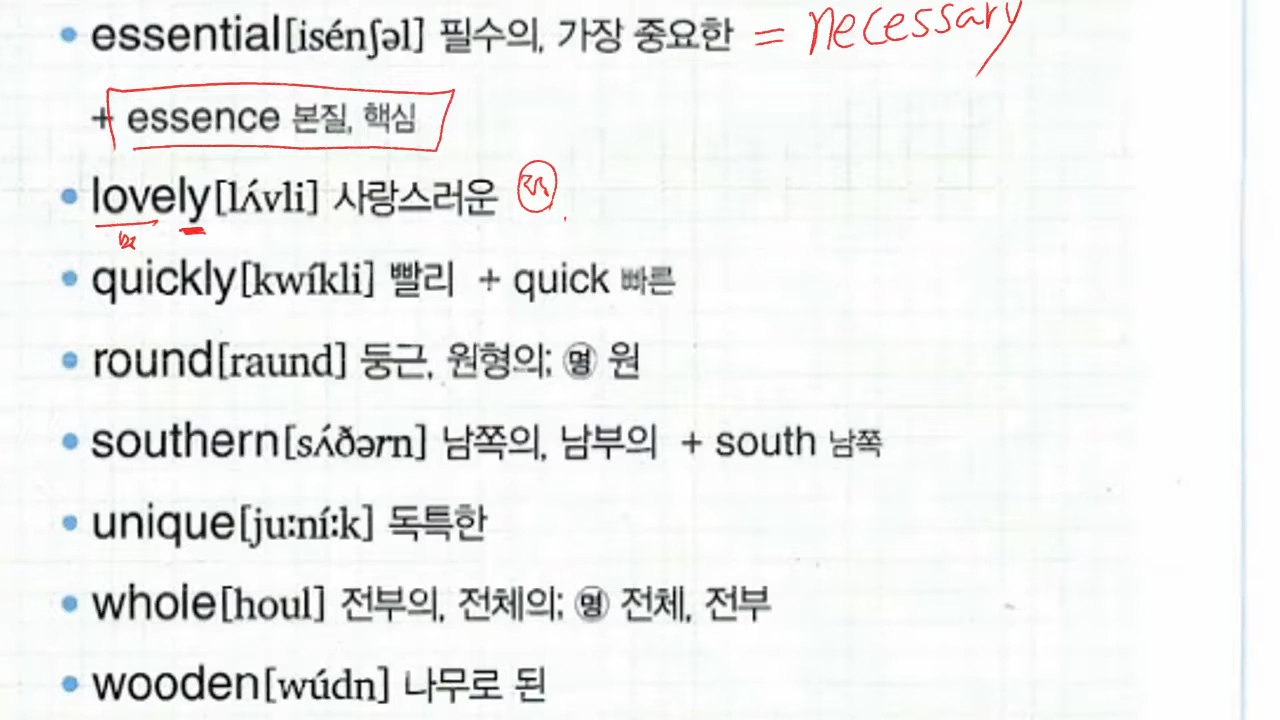 • essential[isénʃəl] 필수의, 가장 중요한 = necessary
+ essence 본질, 핵심
• lovely[lʌ́vli] 사랑스러운
• quickly[kwíkli] 빨리 + quick 빠른
• round[raund] 둥근, 원형의; 명 원
• southern[sʌ́ðərn] 남쪽의, 남부의 + south 남쪽
• unique[juːníːk] 독특한
• whole[houl] 전부의, 전체의; 명 전체, 전부
• wooden[wúdn] 나무로 된